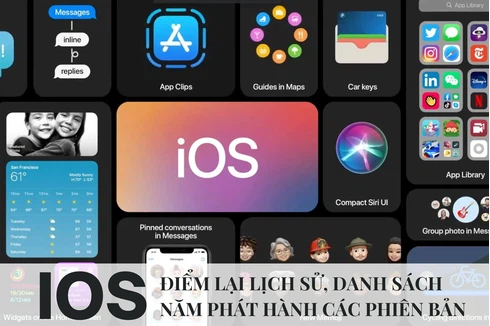 Messages
inline
replies
App Clips
Guides in Maps
Car keys
App Library
App Library
San Francisco
61°
iOS
Compact Siri UI
Pinned conversations
in Messages
Group photo in Messages
IOS
ĐIỂM LẠI LỊCH SỬ, DANH SÁCH
NĂM PHÁT HÀNH CÁC PHIÊN BẢN